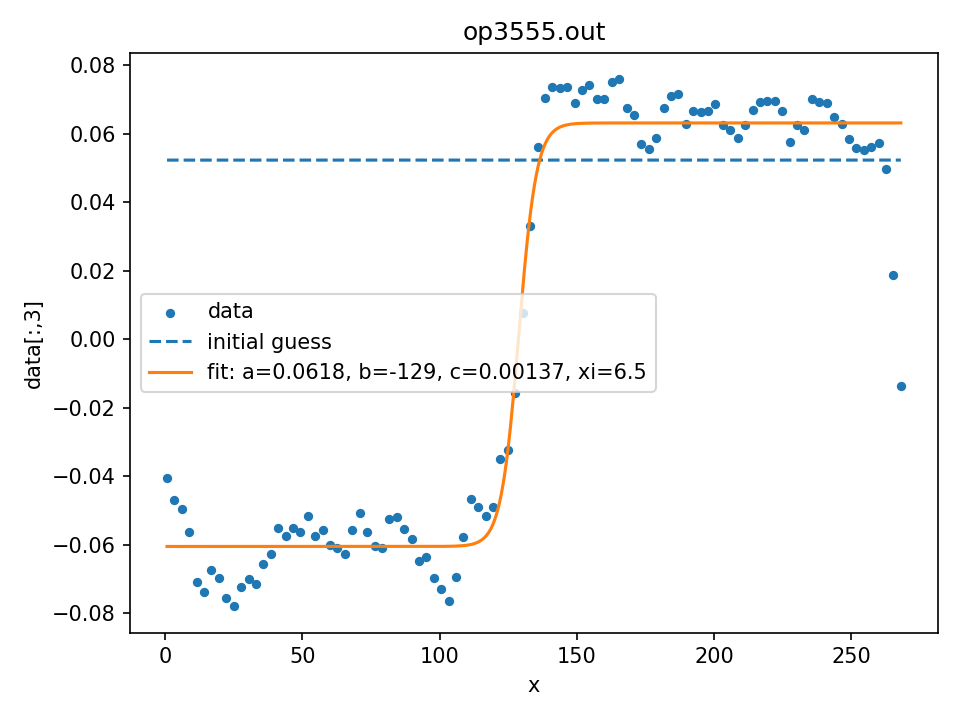 op3555.out
0.08
0.06
0.04
0.02
0.00
−0.02
−0.04
−0.06
−0.08
data[:,3]
data
initial guess
fit: a=0.0618, b=-129, c=0.00137, xi=6.5
0 50 100 150 200 250
x